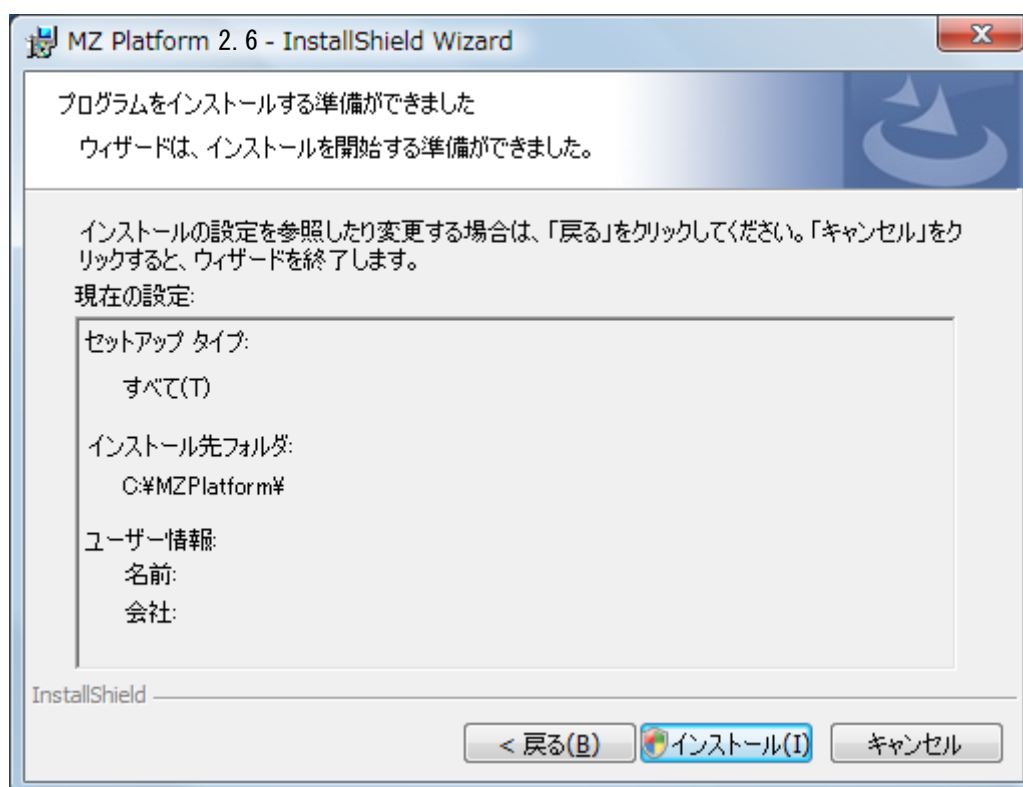 MZ Platform 2.6 - InstallShield Wizard
プログラムをインストールする準備ができました
ウィザードは、インストールを開始する準備ができました。
インストールの設定を参照したり変更する場合は、「戻る」をクリックしてください。「キャンセル」をク
リックすると、ウィザードを終了します。
現在の設定:
セットアップ タイプ:
すべて(T)
インストール先フォルダ:
C:¥MZPlatform¥
ユーザー情報:
名前:
会社:
InstallShield
< 戻る(B) インストール(I) キャンセル